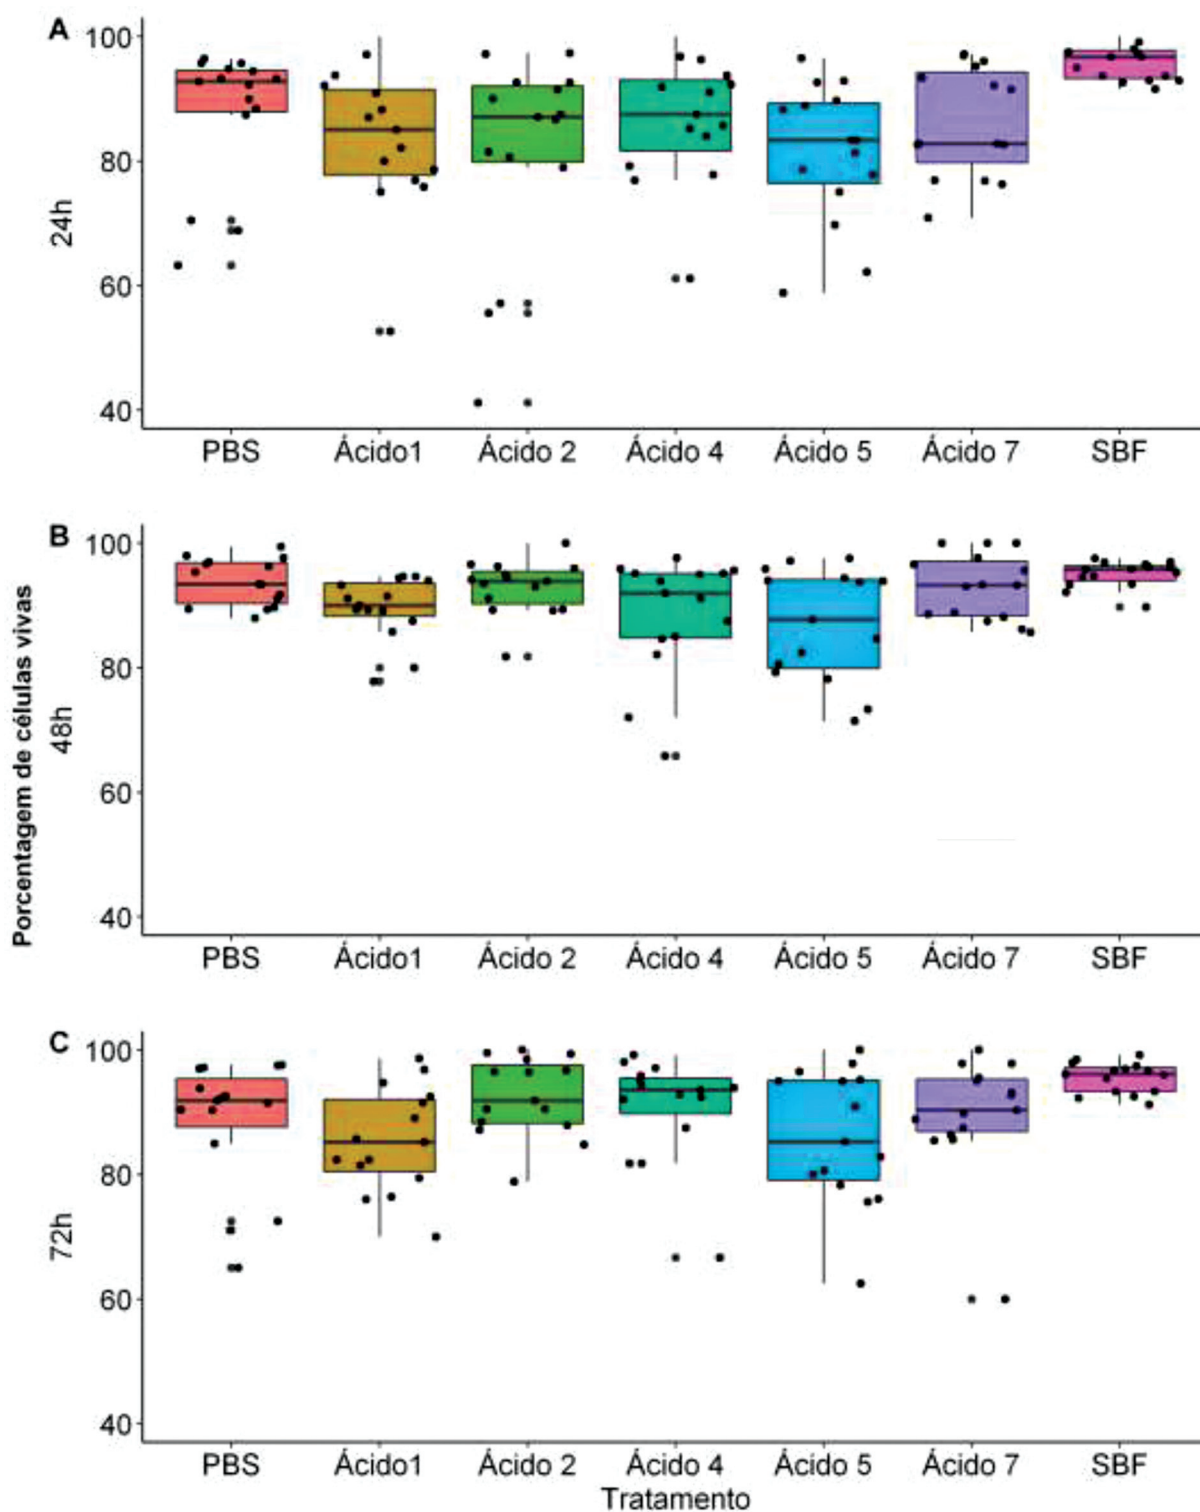 A
100
80
60
40
24h
PBS Ácido1 Ácido 2 Ácido 4 Ácido 5 Ácido 7 SBF
B
100
80
60
40
48h
Porcentagem de células vivas
PBS Ácido1 Ácido 2 Ácido 4 Ácido 5 Ácido 7 SBF
C
100
80
60
40
72h
PBS Ácido1 Ácido 2 Ácido 4 Ácido 5 Ácido 7 SBF
Tratamento